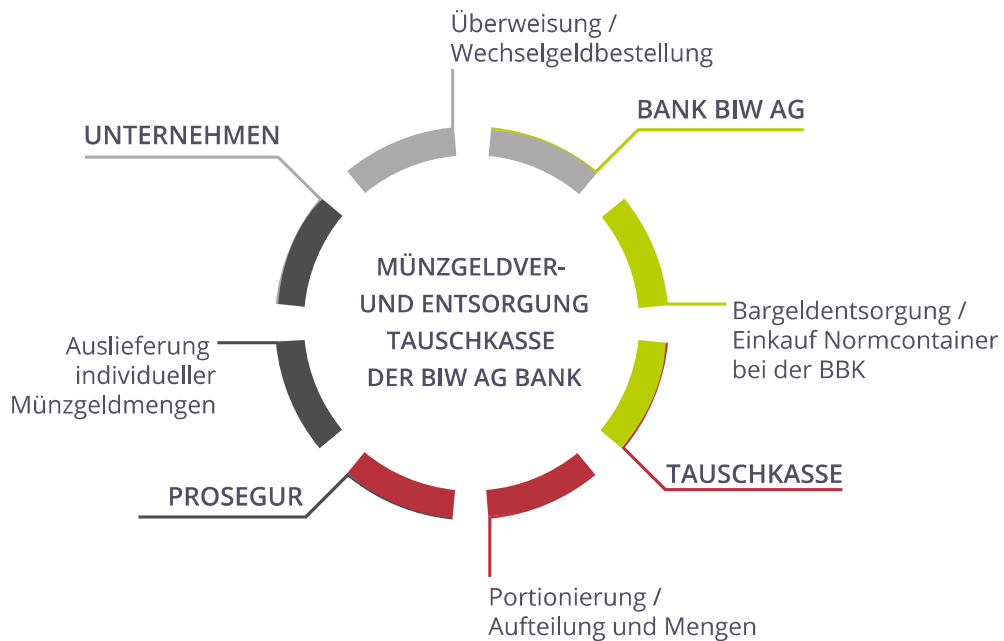 Überweisung /
Wechselgeldbestellung
BANK BIW AG
UNTERNEHMEN
MÜNZGELDVER-
UND ENTSORGUNG
TAUSCHKASSE
DER BIW AG BANK
Bargeldentsorgung /
Einkauf Normcontainer
bei der BBK
Auslieferung
individueller
Münzgeldmengen
TAUSCHKASSE
PROSEGUR
Portionierung /
Aufteilung und Mengen